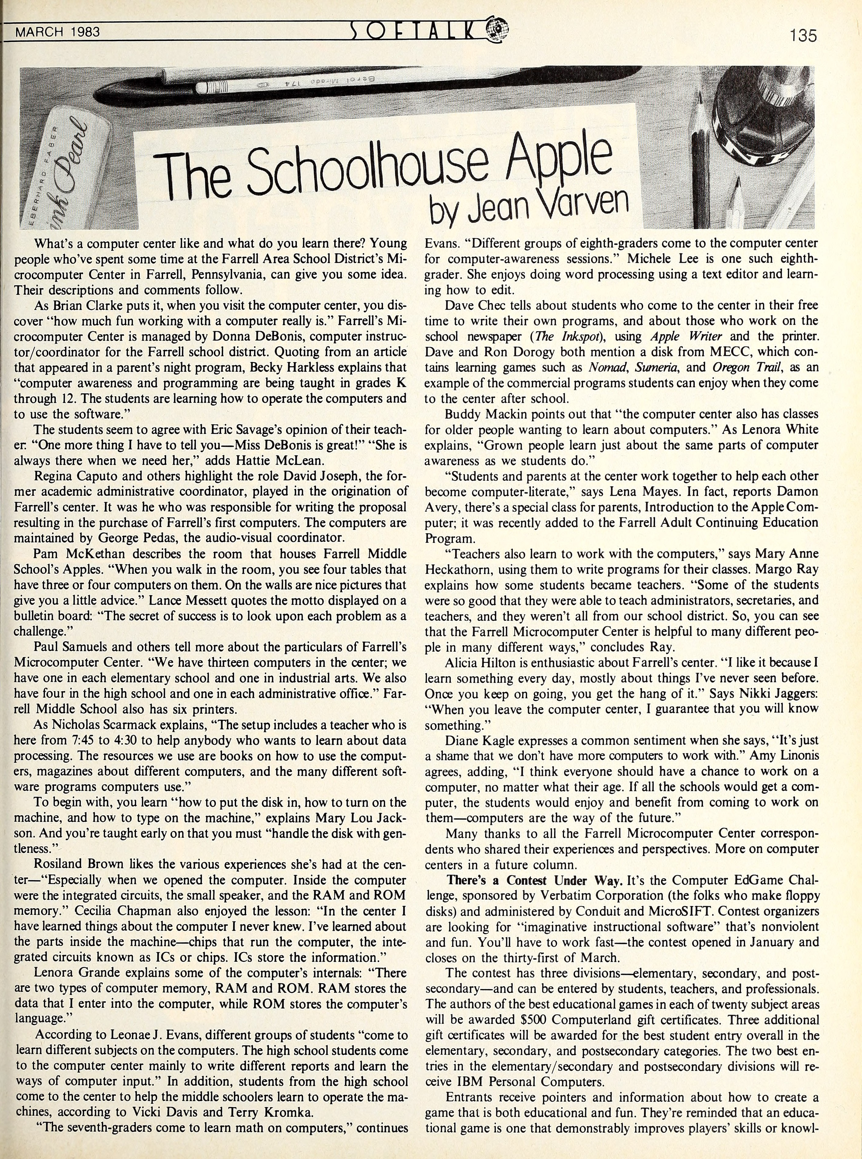 MARCH 1983
SOFTALK
135
Berol Mirado 174
EBERHARD FABER
ink Pearl
The Schoolhouse Apple
by Jean Varven
What's a computer center like and what do you learn there? Young
people who've spent some time at the Farrell Area School District's Mi-
crocomputer Center in Farrell, Pennsylvania, can give you some idea.
Their descriptions and comments follow.
As Brian Clarke puts it, when you visit the computer center, you dis-
cover "how much fun working with a computer really is." Farrell's Mi-
crocomputer Center is managed by Donna DeBonis, computer instruc-
tor/coordinator for the Farrell school district. Quoting from an article
that appeared in a parent's night program, Becky Harkless explains that
"computer awareness and programming are being taught in grades K
through 12. The students are learning how to operate the computers and
to use the software."
The students seem to agree with Eric Savage's opinion of their teach-
er: "One more thing I have to tell you—Miss DeBonis is great!" "She is
always there when we need her," adds Hattie McLean.
Regina Caputo and others highlight the role David Joseph, the for-
mer academic administrative coordinator, played in the origination of
Farrell's center. It was he who was responsible for writing the proposal
resulting in the purchase of Farrell's first computers. The computers are
maintained by George Pedas, the audio-visual coordinator.
Pam McKethan describes the room that houses Farrell Middle
School's Apples. "When you walk in the room, you see four tables that
have three or four computers on them. On the walls are nice pictures that
give you a little advice." Lance Messett quotes the motto displayed on a
bulletin board: "The secret of success is to look upon each problem as a
challenge."
Paul Samuels and others tell more about the particulars of Farrell's
Microcomputer Center. "We have thirteen computers in the center; we
have one in each elementary school and one in industrial arts. We also
have four in the high school and one in each administrative office." Far-
rell Middle School also has six printers.
As Nicholas Scarmack explains, "The setup includes a teacher who is
here from 7:45 to 4:30 to help anybody who wants to learn about data
processing. The resources we use are books on how to use the comput-
ers, magazines about different computers, and the many different soft-
ware programs computers use."
To begin with, you learn "how to put the disk in, how to turn on the
machine, and how to type on the machine," explains Mary Lou Jack-
son. And you're taught early on that you must "handle the disk with gen-
tleness."
Rosiland Brown likes the various experiences she's had at the cen-
ter—"Especially when we opened the computer. Inside the computer
were the integrated circuits, the small speaker, and the RAM and ROM
memory." Cecilia Chapman also enjoyed the lesson: "In the center I
have learned things about the computer I never knew. I've learned about
the parts inside the machine—chips that run the computer, the inte-
grated circuits known as ICs or chips. ICs store the information."
Lenora Grande explains some of the computer's internals: "There
are two types of computer memory, RAM and ROM. RAM stores the
data that I enter into the computer, while ROM stores the computer's
language."
According to Leonae J. Evans, different groups of students "come to
learn different subjects on the computers. The high school students come
to the computer center mainly to write different reports and learn the
ways of computer input." In addition, students from the high school
come to the center to help the middle schoolers learn to operate the ma-
chines, according to Vicki Davis and Terry Kromka.
"The seventh-graders come to learn math on computers," continues
Evans. "Different groups of eighth-graders come to the computer center
for computer-awareness sessions." Michele Lee is one such eighth-
grader. She enjoys doing word processing using a text editor and learn-
ing how to edit.
Dave Chec tells about students who come to the center in their free
time to write their own programs, and about those who work on the
school newspaper (The Inkspot), using Apple Writer and the printer.
Dave and Ron Dorogy both mention a disk from MECC, which con-
tains learning games such as Nomad, Sumeria, and Oregon Trail, as an
example of the commercial programs students can enjoy when they come
to the center after school.
Buddy Mackin points out that "the computer center also has classes
for older people wanting to learn about computers." As Lenora White
explains, "Grown people learn just about the same parts of computer
awareness as we students do."
"Students and parents at the center work together to help each other
become computer-literate," says Lena Mayes. In fact, reports Damon
Avery, there's a special class for parents, Introduction to the Apple Com-
puter; it was recently added to the Farrell Adult Continuing Education
Program.
"Teachers also learn to work with the computers," says Mary Anne
Heckathorn, using them to write programs for their classes. Margo Ray
explains how some students became teachers. "Some of the students
were so good that they were able to teach administrators, secretaries, and
teachers, and they weren't all from our school district. So, you can see
that the Farrell Microcomputer Center is helpful to many different peo-
ple in many different ways," concludes Ray.
Alicia Hilton is enthusiastic about Farrell's center. "I like it because I
learn something every day, mostly about things I've never seen before.
Once you keep on going, you get the hang of it." Says Nikki Jaggers:
"When you leave the computer center, I guarantee that you will know
something."
Diane Kagle expresses a common sentiment when she says, "It's just
a shame that we don't have more computers to work with." Amy Linonis
agrees, adding, "I think everyone should have a chance to work on a
computer, no matter what their age. If all the schools would get a com-
puter, the students would enjoy and benefit from coming to work on
them—computers are the way of the future."
Many thanks to all the Farrell Microcomputer Center correspon-
dents who shared their experiences and perspectives. More on computer
centers in a future column.
There's a Contest Under Way. It's the Computer EdGame Chal-
lenge, sponsored by Verbatim Corporation (the folks who make floppy
disks) and administered by Conduit and MicroSIFT. Contest organizers
are looking for "imaginative instructional software" that's nonviolent
and fun. You'll have to work fast—the contest opened in January and
closes on the thirty-first of March.
The contest has three divisions—elementary, secondary, and post-
secondary—and can be entered by students, teachers, and professionals.
The authors of the best educational games in each of twenty subject areas
will be awarded $500 Computerland gift certificates. Three additional
gift certificates will be awarded for the best student entry overall in the
elementary, secondary, and postsecondary categories. The two best en-
tries in the elementary/secondary and postsecondary divisions will re-
ceive IBM Personal Computers.
Entrants receive pointers and information about how to create a
game that is both educational and fun. They're reminded that an educa-
tional game is one that demonstrably improves players' skills or knowl-